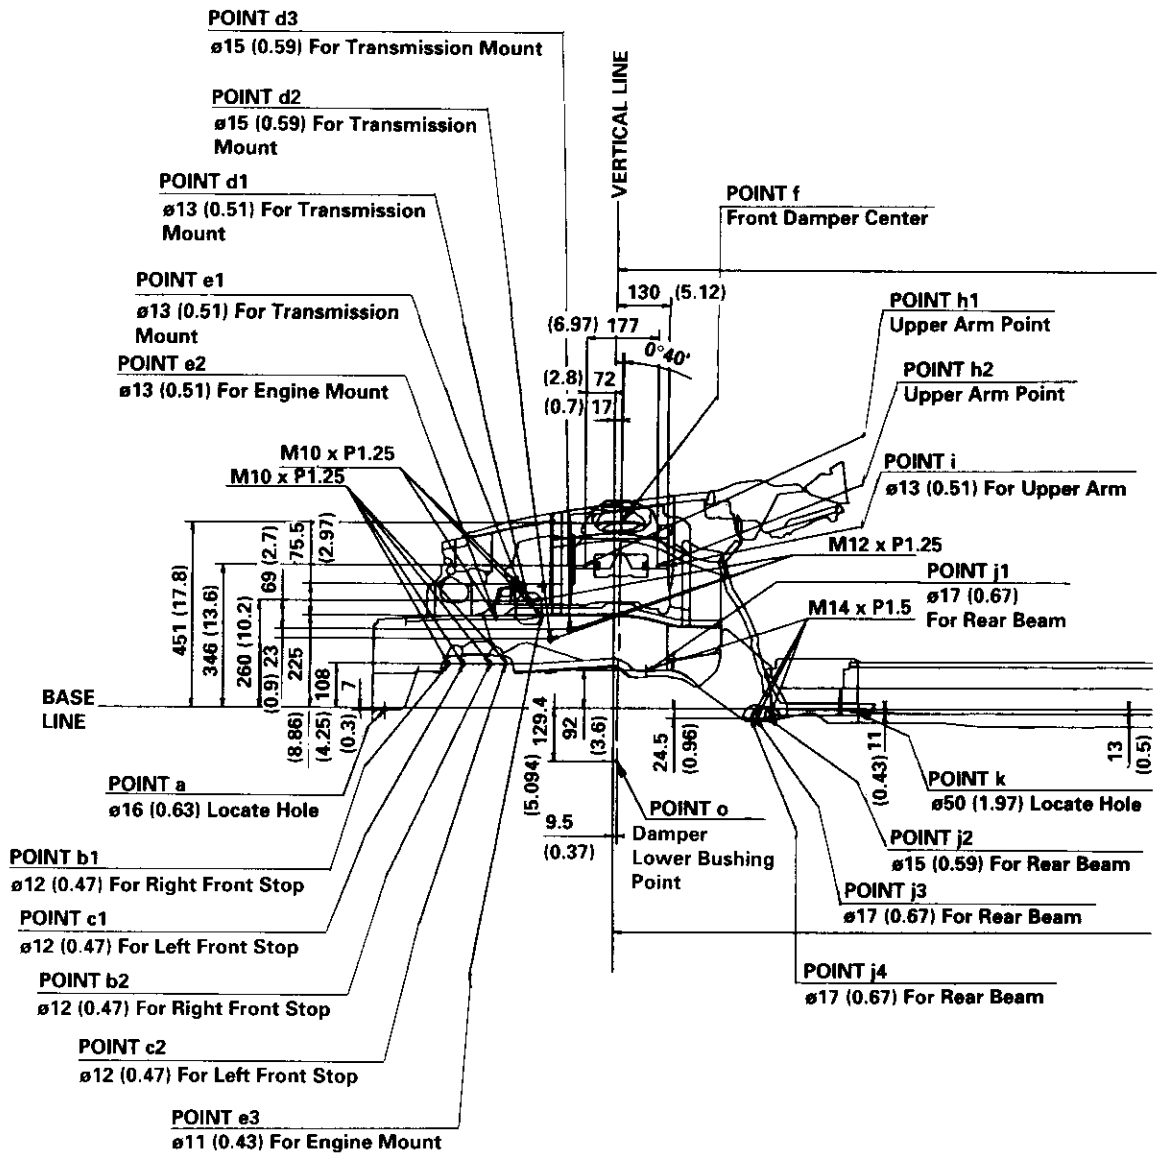 POINT d3
ø15 (0.59) For Transmission Mount
POINT d2
ø15 (0.59) For Transmission
Mount
POINT d1
ø13 (0.51) For Transmission
Mount
POINT e1
ø13 (0.51) For Transmission
Mount
POINT e2
ø13 (0.51) For Engine Mount
M10 x P1.25
M10 x P1.25
VERTICAL LINE
POINT f
Front Damper Center
130 (5.12)
(6.97) 177
0°40'
(2.8) 72
(0.7) 17
POINT h1
Upper Arm Point
POINT h2
Upper Arm Point
POINT i
ø13 (0.51) For Upper Arm
M12 x P1.25
POINT j1
ø17 (0.67)
For Rear Beam
M14 x P1.5
451 (17.8)
346 (13.6)
260 (10.2)
69 (2.7)
75.5
(2.97)
(0.9) 23
225
(8.86)
108
(4.25)
7
(0.3)
BASE
LINE
129.4
(5.094)
92
(3.6)
24.5
(0.96)
11
(0.43)
13
(0.5)
9.5
(0.37)
POINT a
ø16 (0.63) Locate Hole
POINT b1
ø12 (0.47) For Right Front Stop
POINT c1
ø12 (0.47) For Left Front Stop
POINT b2
ø12 (0.47) For Right Front Stop
POINT c2
ø12 (0.47) For Left Front Stop
POINT e3
ø11 (0.43) For Engine Mount
POINT o
Damper
Lower Bushing
Point
POINT k
ø50 (1.97) Locate Hole
POINT j2
ø15 (0.59) For Rear Beam
POINT j3
ø17 (0.67) For Rear Beam
POINT j4
ø17 (0.67) For Rear Beam